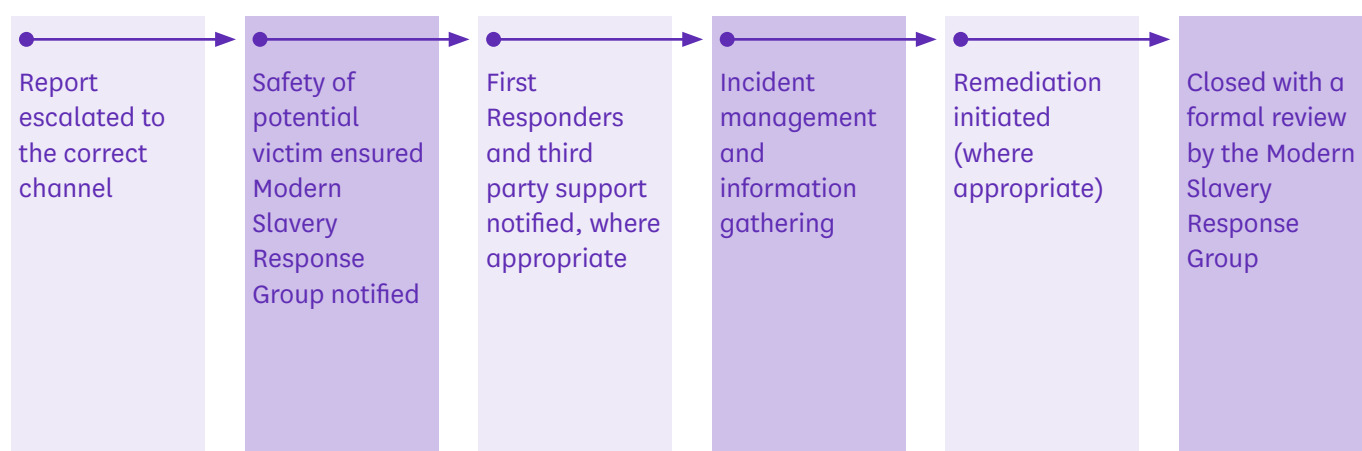 Report
escalated to
the correct
channel
Safety of
potential
victim ensured
Modern
Slavery
Response
Group notified
First
Responders
and third
party support
notified, where
appropriate
Incident
management
and
information
gathering
Remediation
initiated
(where
appropriate)
Closed with a
formal review
by the Modern
Slavery
Response
Group